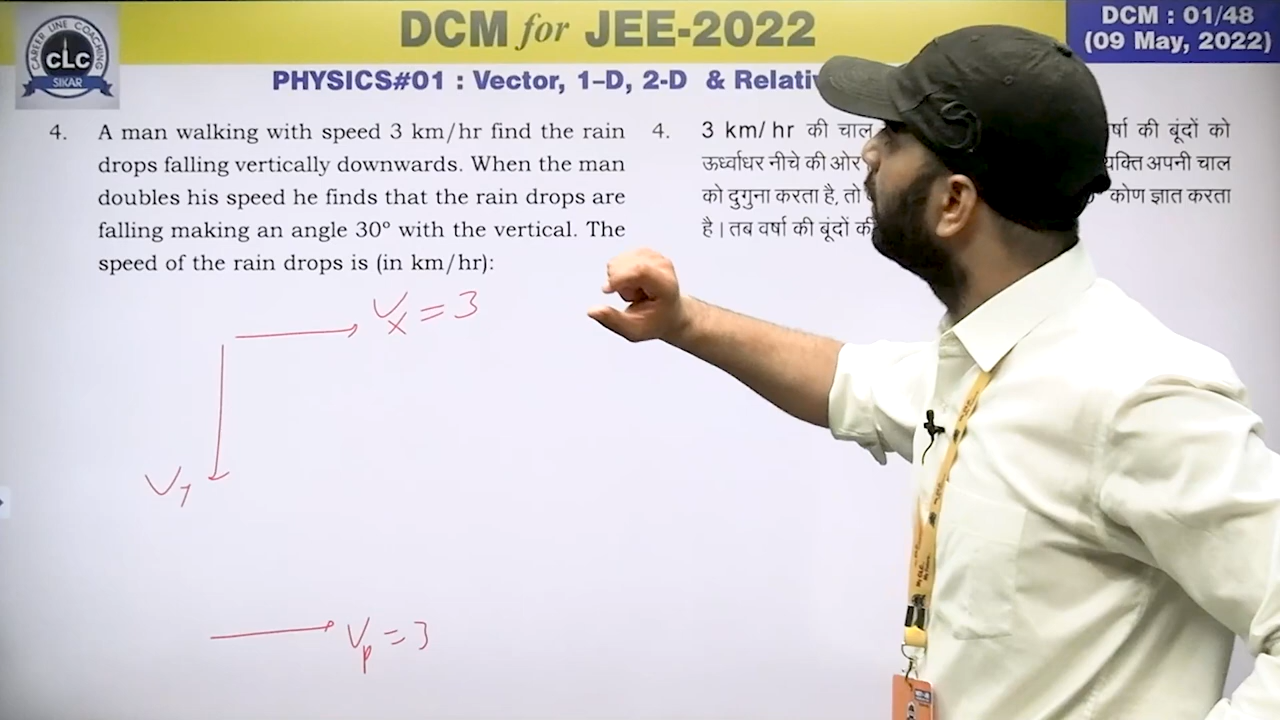 CAREER LINE COACHING
CLC
SIKAR
DCM for JEE-2022
DCM : 01/48
(09 May, 2022)
PHYSICS#01 : Vector, 1–D, 2-D & Relativ
4. A man walking with speed 3 km/hr find the rain
drops falling vertically downwards. When the man
doubles his speed he finds that the rain drops are
falling making an angle 30° with the vertical. The
speed of the rain drops is (in km/hr):
4. 3 km/hr की चाल र्षा की बूंदों को
ऊर्ध्वाधर नीचे की ओर यक्ति अपनी चाल
को दुगुना करता है, तो ° कोण ज्ञात करता
है। तब वर्षा की बूंदों की
Vx = 3
Vy
Vp = 3